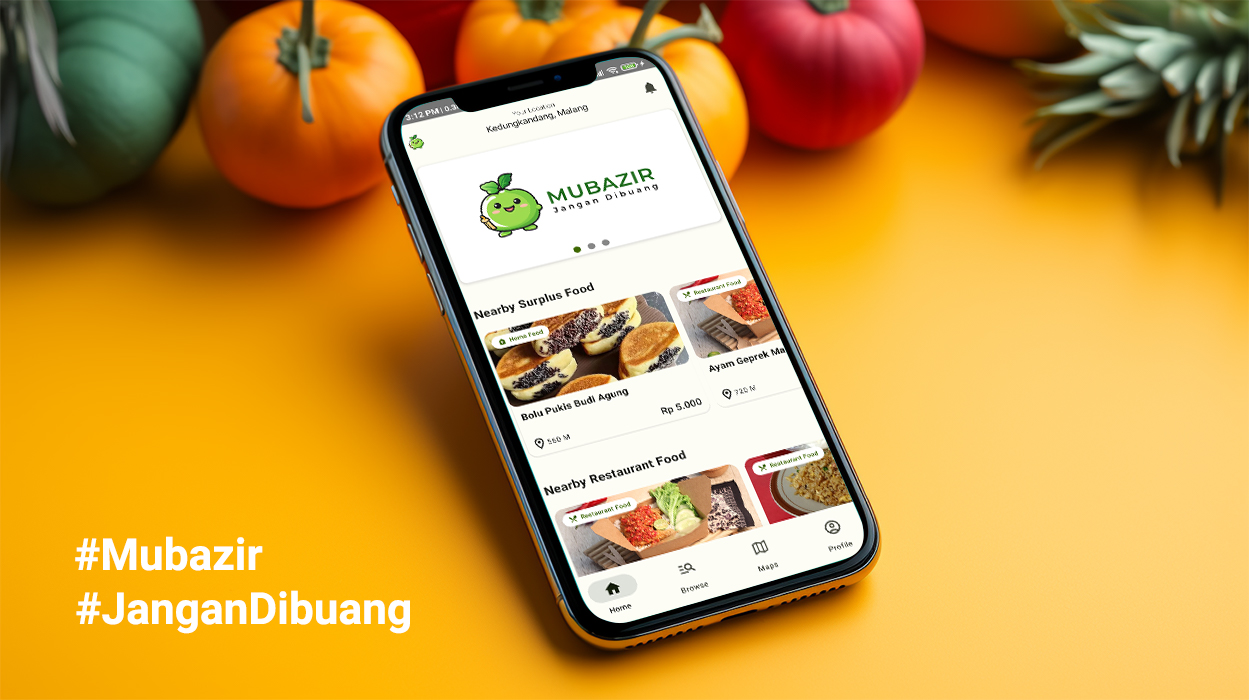 3:12 PM | 0.3
Your Location
Kedungkandang, Malang
MUBAZIR
Jangan Dibuang
Nearby Surplus Food
Home Food
Restaurant Food
Bolu Pukis Budi Agung
Ayam Geprek Ma
Rp 5.000
560 M
720 M
Nearby Restaurant Food
Restaurant Food
Restaurant Food
Home
Browse
Maps
Profile
#Mubazir
#JanganDibuang